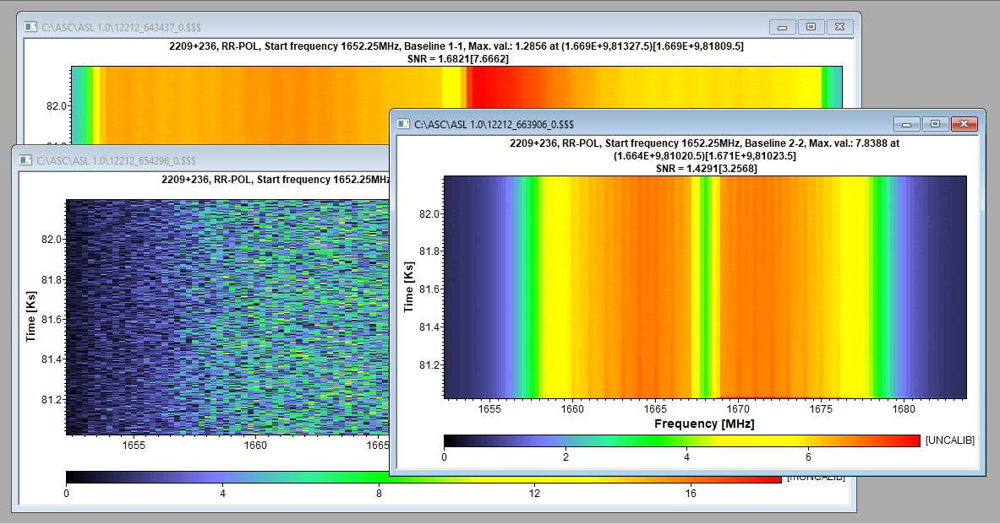 C:\ASC\ASL 1.0\12212_643437_0.$$$
2209+236, RR-POL, Start frequency 1652.25MHz, Baseline 1-1, Max. val.: 1.2856 at (1.669E+9,81327.5)[1.669E+9,81809.5]
SNR = 1.6821[7.6662]
82.0
C:\ASC\ASL 1.0\12212_663906_0.$$$
2209+236, RR-POL, Start frequency 1652.25MHz, Baseline 2-2, Max. val.: 7.8388 at
(1.664E+9,81020.5)[1.671E+9,81023.5]
SNR = 1.4291[3.2568]
82.0
81.8
81.6
81.4
81.2
Time [Ks]
1655 1660 1665 1670 1675 1680
Frequency [MHz]
0 2 4 6
[UNCALIB]
C:\ASC\ASL 1.0\12212_654296_0.$$$
2209+236, RR-POL, Start frequency 1652.25MHz
82.0
81.8
81.6
81.4
81.2
Time [Ks]
1655 1660 1665
0 4 8 12 16